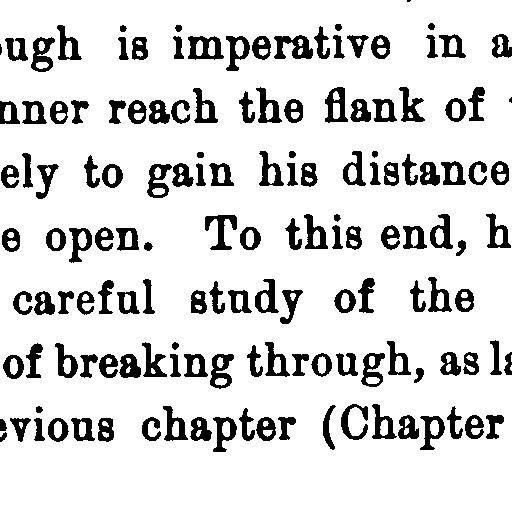 ough is imperative in a
nner reach the flank of
ely to gain his distance
e open. To this end, h
careful study of the
of breaking through, as la
evious chapter (Chapter